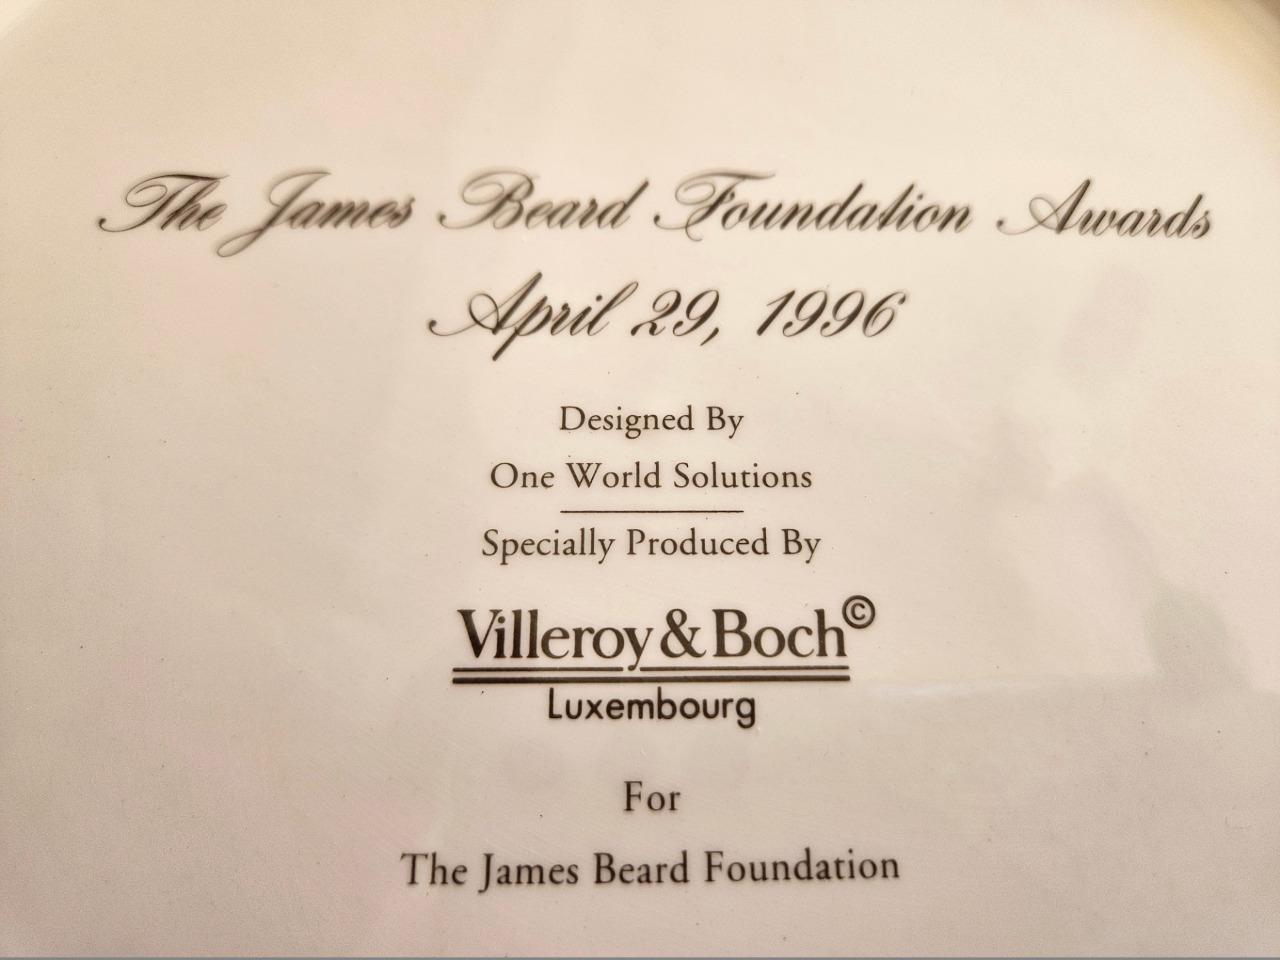 The James Beard Foundation Awards
April 29, 1996
Designed By
One World Solutions
Specially Produced By
Villeroy & Boch©
Luxembourg
For
The James Beard Foundation